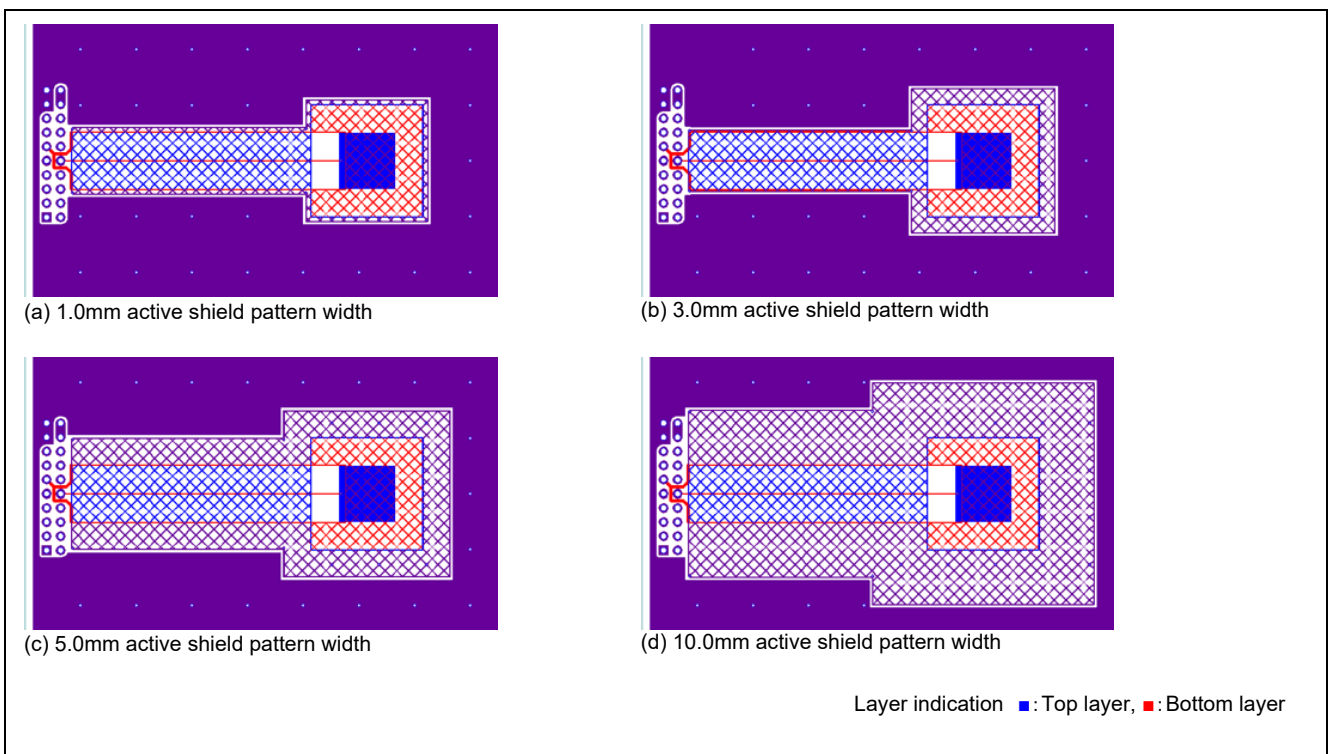 (a) 1.0mm active shield pattern width
(b) 3.0mm active shield pattern width
(c) 5.0mm active shield pattern width
(d) 10.0mm active shield pattern width
Layer indication ■: Top layer, ■: Bottom layer